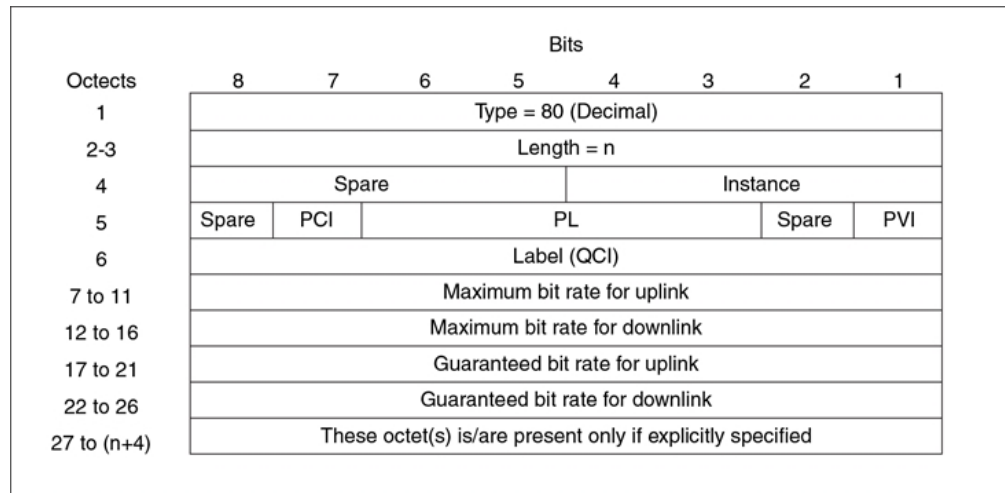 Bits
Octects 8 7 6 5 4 3 2 1
1 Type = 80 (Decimal)
2-3 Length = n
4 Spare Instance
5 Spare PCI PL Spare PVI
6 Label (QCI)
7 to 11 Maximum bit rate for uplink
12 to 16 Maximum bit rate for downlink
17 to 21 Guaranteed bit rate for uplink
22 to 26 Guaranteed bit rate for downlink
27 to (n+4) These octet(s) is/are present only if explicitly specified